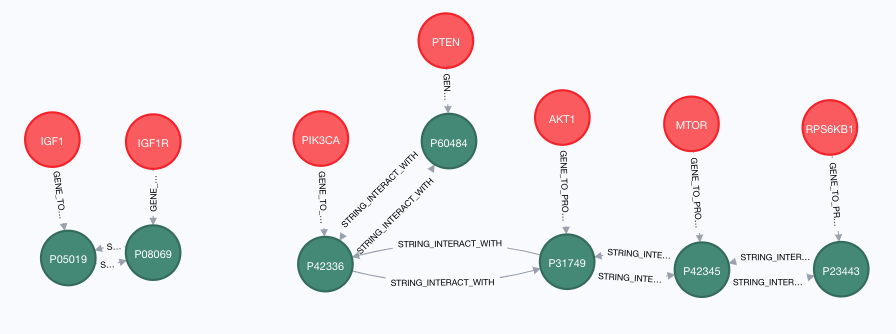 PTEN
GEN...
IGF1
IGF1R
PIK3CA
AKT1
MTOR
RPS6KB1
P60484
GENE_TO...
GENE_...
GENE_TO_...
GENE_TO_PRO...
GENE_TO_PRO...
GENE_TO_PR...
STRING_INTERACT_WITH
STRING_INTERACT_WITH
P05019
S...
S...
P08069
P42336
STRING_INTERACT_WITH
STRING_INTERACT_WITH
P31749
STRING_INTE...
STRING_INTE...
P42345
STRING_INTER...
STRING_INTER...
P23443